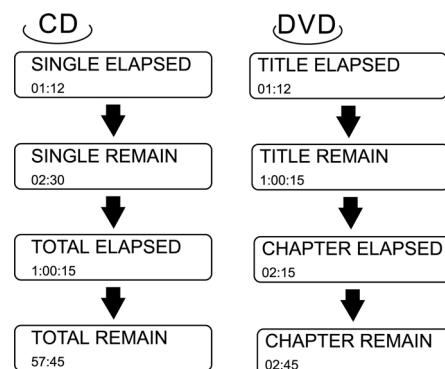 CD
SINGLE ELAPSED
01:12
SINGLE REMAIN
02:30
TOTAL ELAPSED
1:00:15
TOTAL REMAIN
57:45
DVD
TITLE ELAPSED
01:12
TITLE REMAIN
1:00:15
CHAPTER ELAPSED
02:15
CHAPTER REMAIN
02:45